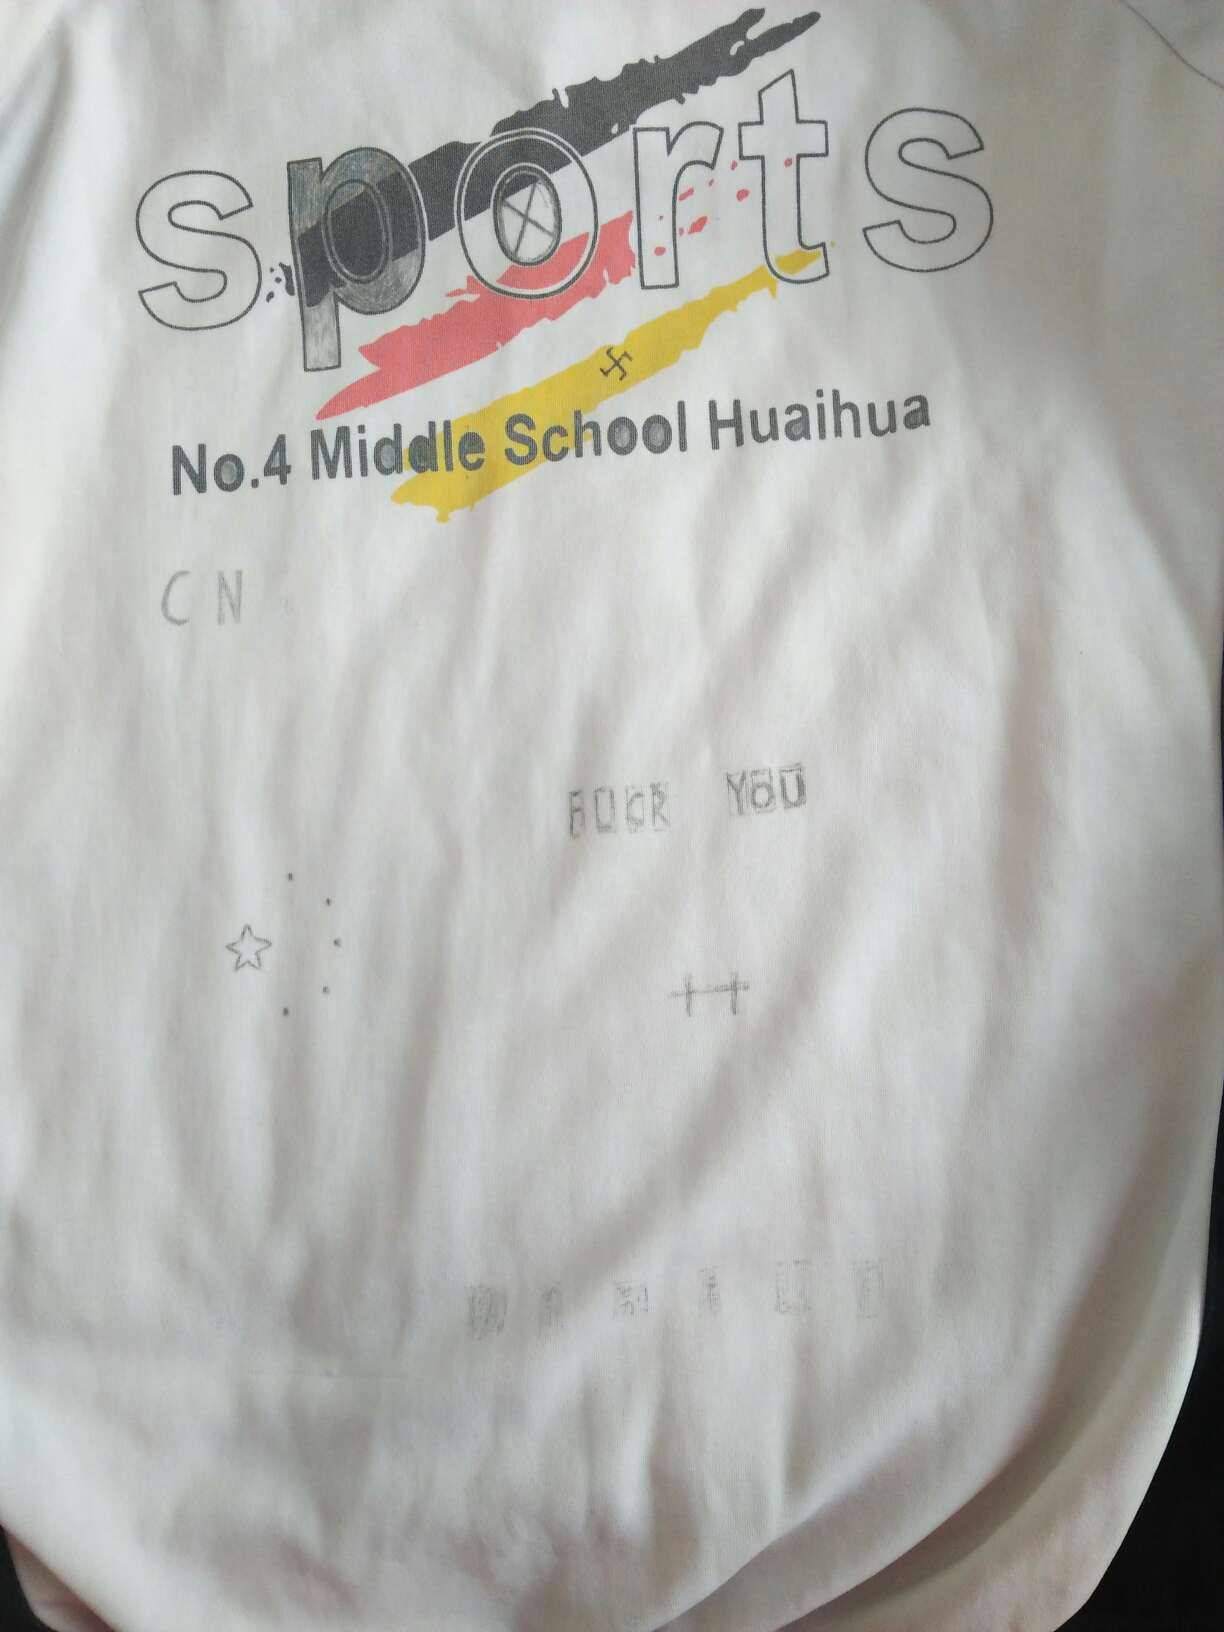 sports
No.4 Middle School Huaihua
CN
FUCK YOU